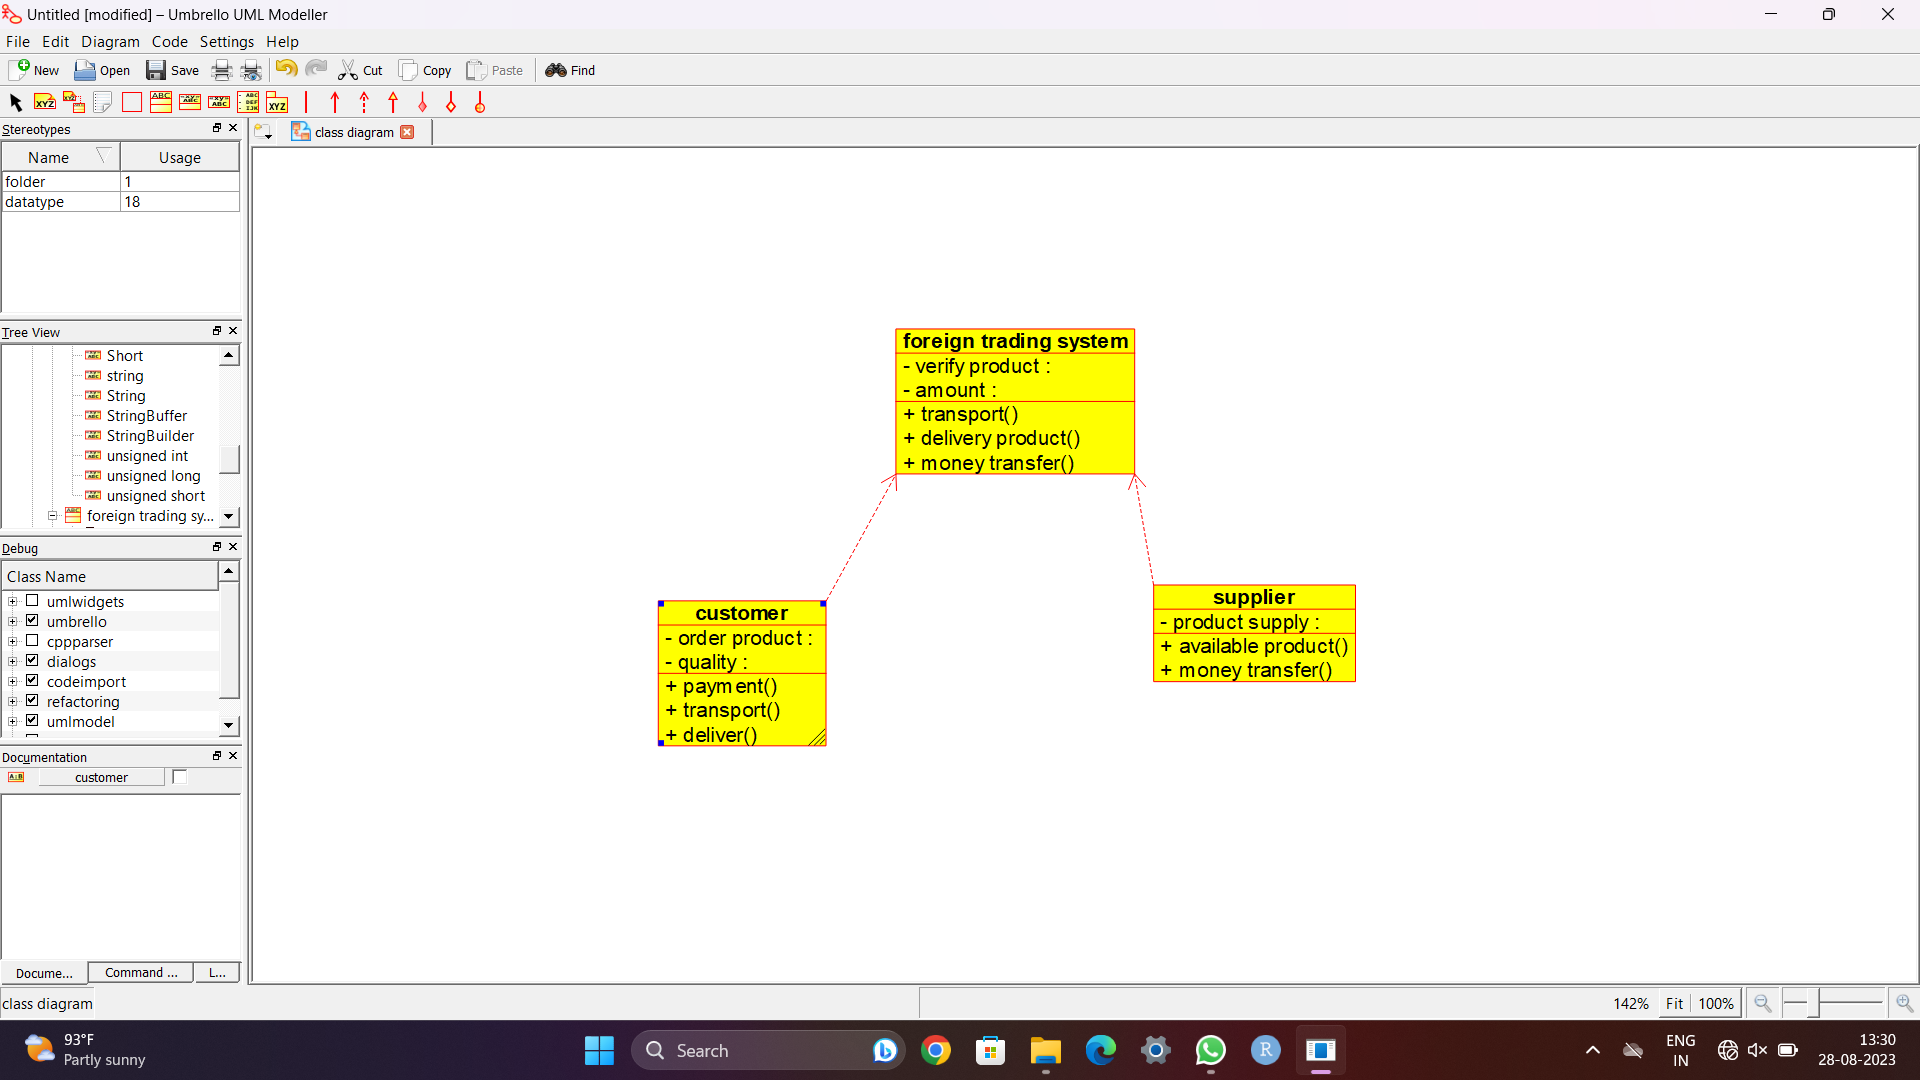 Untitled [modified] – Umbrello UML Modeller
File Edit Diagram Code Settings Help
New Open Save Cut Copy Paste Find
Stereotypes
class diagram
Name Usage
folder 1
datatype 18
Tree View
Short
string
String
StringBuffer
StringBuilder
unsigned int
unsigned long
unsigned short
foreign trading sy...
Debug
Class Name
umlwidgets
umbrello
cppparser
dialogs
codeimport
refactoring
umlmodel
Documentation
customer
Docume... Command ... L...
foreign trading system
- verify product :
- amount :
+ transport()
+ delivery product()
+ money transfer()
customer
- order product :
- quality :
+ payment()
+ transport()
+ deliver()
supplier
- product supply :
+ available product()
+ money transfer()
class diagram
142% Fit 100%
93°F
Partly sunny
Search
ENG
IN
13:30
28-08-2023